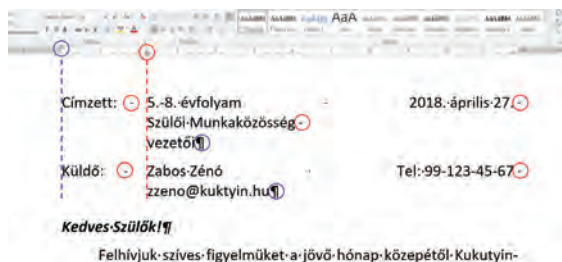 AaA
Címzett: 5.-8.·évfolyam 2018.·április·27.
Szülői·Munkaközösség
vezetői¶
Küldő: Zabos·Zénó Tel:·99-123-45-67
zzeno@kuktyin.hu¶
Kedves·Szülők!¶
Felhívjuk·szíves·figyelmüket·a·jövő·hónap·közepétől·Kukutyin-